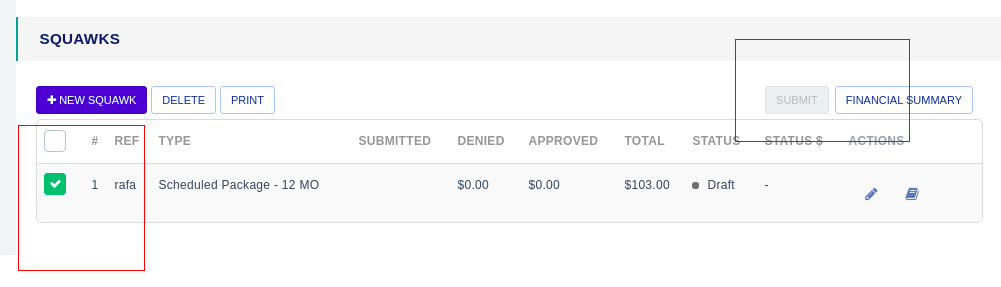 SQUAWKS
NEW SQUAWK DELETE PRINT SUBMIT FINANCIAL SUMMARY
# REF TYPE SUBMITTED DENIED APPROVED TOTAL STATUS STATUS $ ACTIONS
1 rafa Scheduled Package - 12 MO $0.00 $0.00 $103.00 Draft -